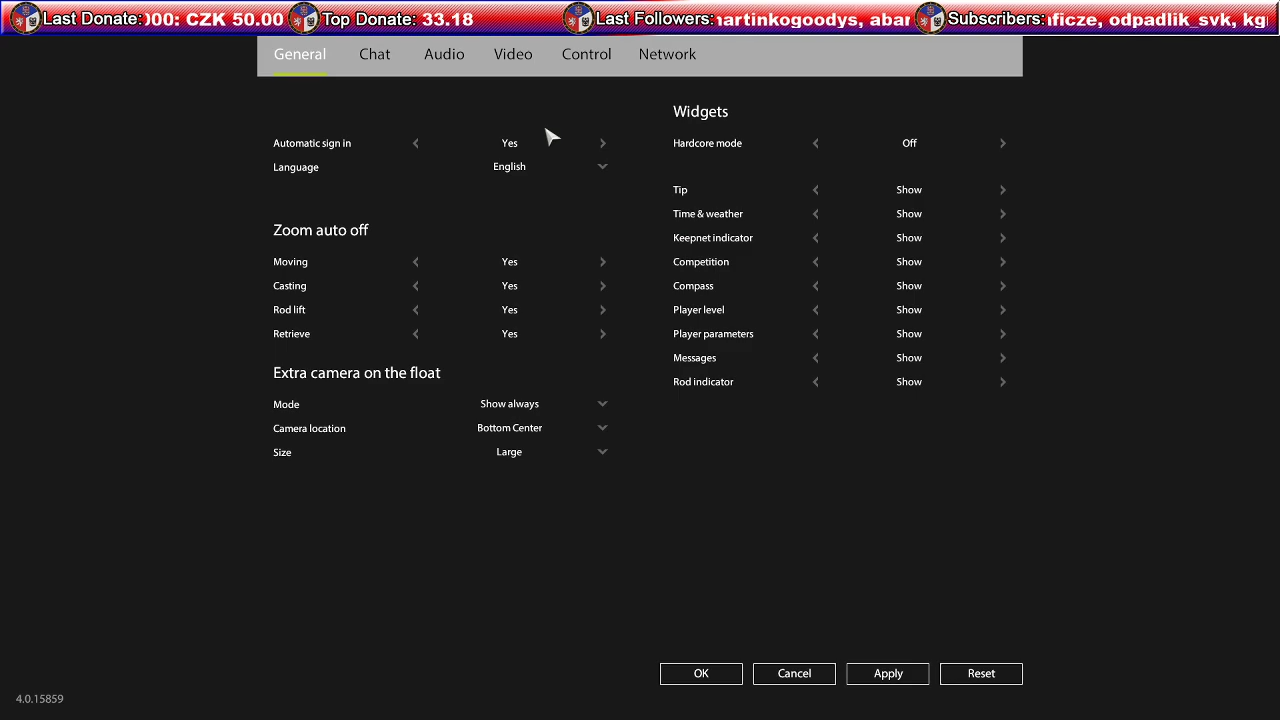 Last Donate: 000: CZK 50.00 Top Donate: 33.18 Last Followers: martinkogoodys, abar Subscribers: ificze, odpadlik_svk, kg
General Chat Audio Video Control Network
Automatic sign in Yes
Language English
Zoom auto off
Moving Yes
Casting Yes
Rod lift Yes
Retrieve Yes
Extra camera on the float
Mode Show always
Camera location Bottom Center
Size Large
Widgets
Hardcore mode Off
Tip Show
Time & weather Show
Keepnet indicator Show
Competition Show
Compass Show
Player level Show
Player parameters Show
Messages Show
Rod indicator Show
OK Cancel Apply Reset
4.0.15859